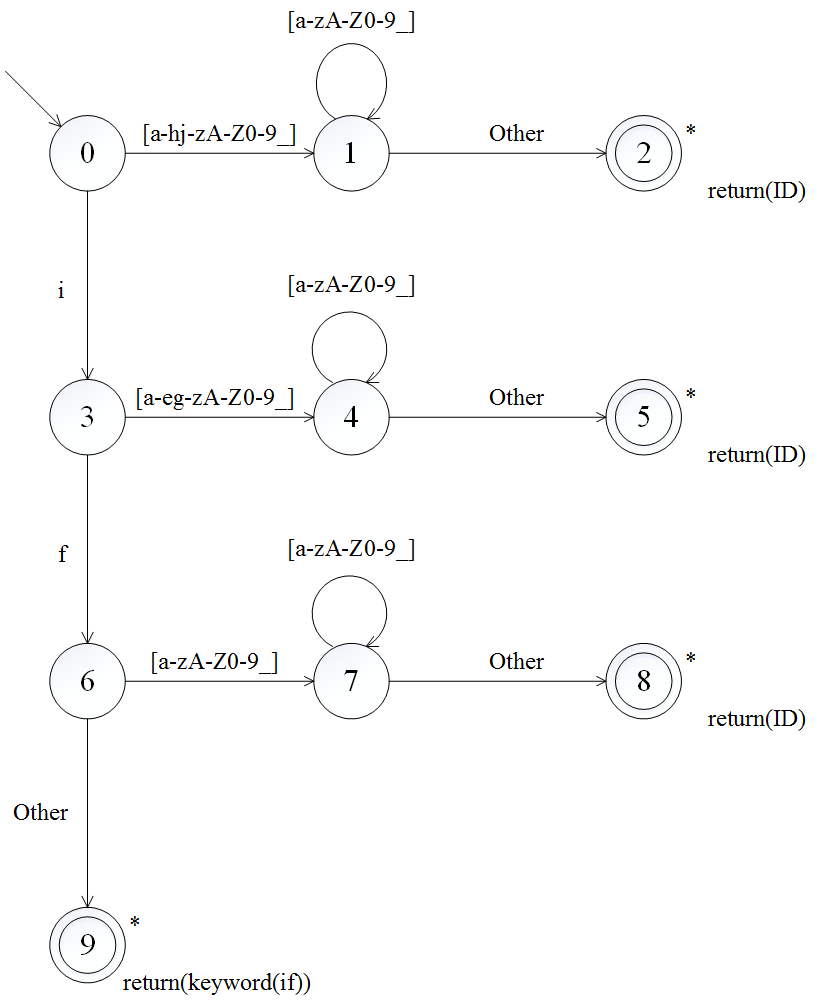 [a-zA-Z0-9_]
0
[a-hj-zA-Z0-9_]
1
Other
2
*
return(ID)
i
[a-zA-Z0-9_]
3
[a-eg-zA-Z0-9_]
4
Other
5
*
return(ID)
f
[a-zA-Z0-9_]
6
[a-zA-Z0-9_]
7
Other
8
*
return(ID)
Other
9
*
return(keyword(if))